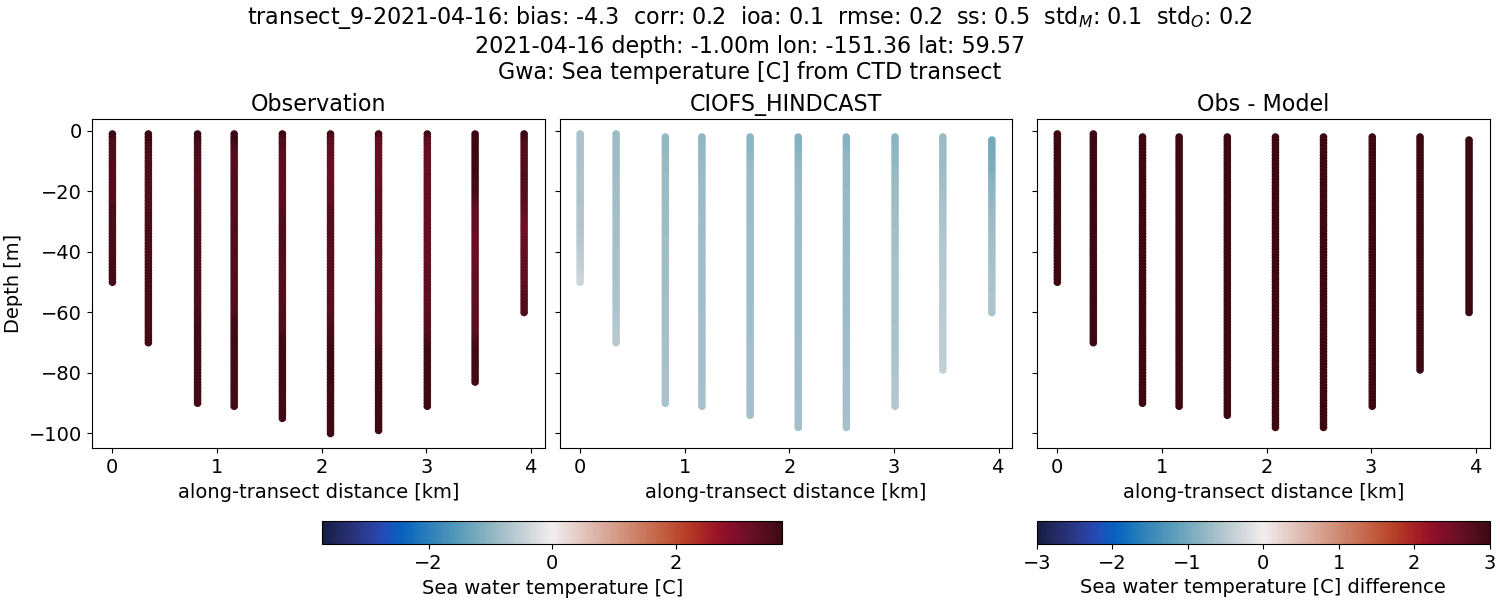 transect_9-2021-04-16: bias: -4.3  corr: 0.2  ioa: 0.1  rmse: 0.2  ss: 0.5  std_M: 0.1  std_O: 0.2
2021-04-16 depth: -1.00m lon: -151.36 lat: 59.57
Gwa: Sea temperature [C] from CTD transect
Observation
CIOFS_HINDCAST
Obs - Model
Depth [m]
0
−20
−40
−60
−80
−100
0 1 2 3 4
0 1 2 3 4
0 1 2 3 4
along-transect distance [km]
along-transect distance [km]
along-transect distance [km]
−2 0 2
Sea water temperature [C]
−3 −2 −1 0 1 2 3
Sea water temperature [C] difference